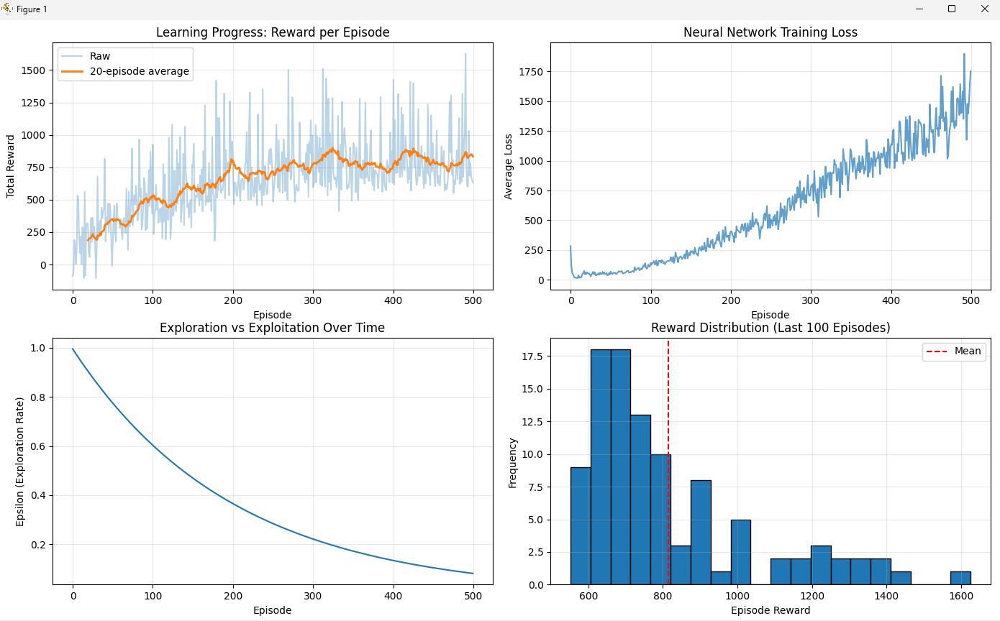 Figure 1
Learning Progress: Reward per Episode
Raw
20-episode average
Total Reward
1500
1250
1000
750
500
250
0
0 100 200 300 400 500
Episode
Neural Network Training Loss
Average Loss
1750
1500
1250
1000
750
500
250
0
0 100 200 300 400 500
Episode
Exploration vs Exploitation Over Time
Epsilon (Exploration Rate)
1.0
0.8
0.6
0.4
0.2
0 100 200 300 400 500
Episode
Reward Distribution (Last 100 Episodes)
Mean
Frequency
17.5
15.0
12.5
10.0
7.5
5.0
2.5
0.0
600 800 1000 1200 1400 1600
Episode Reward